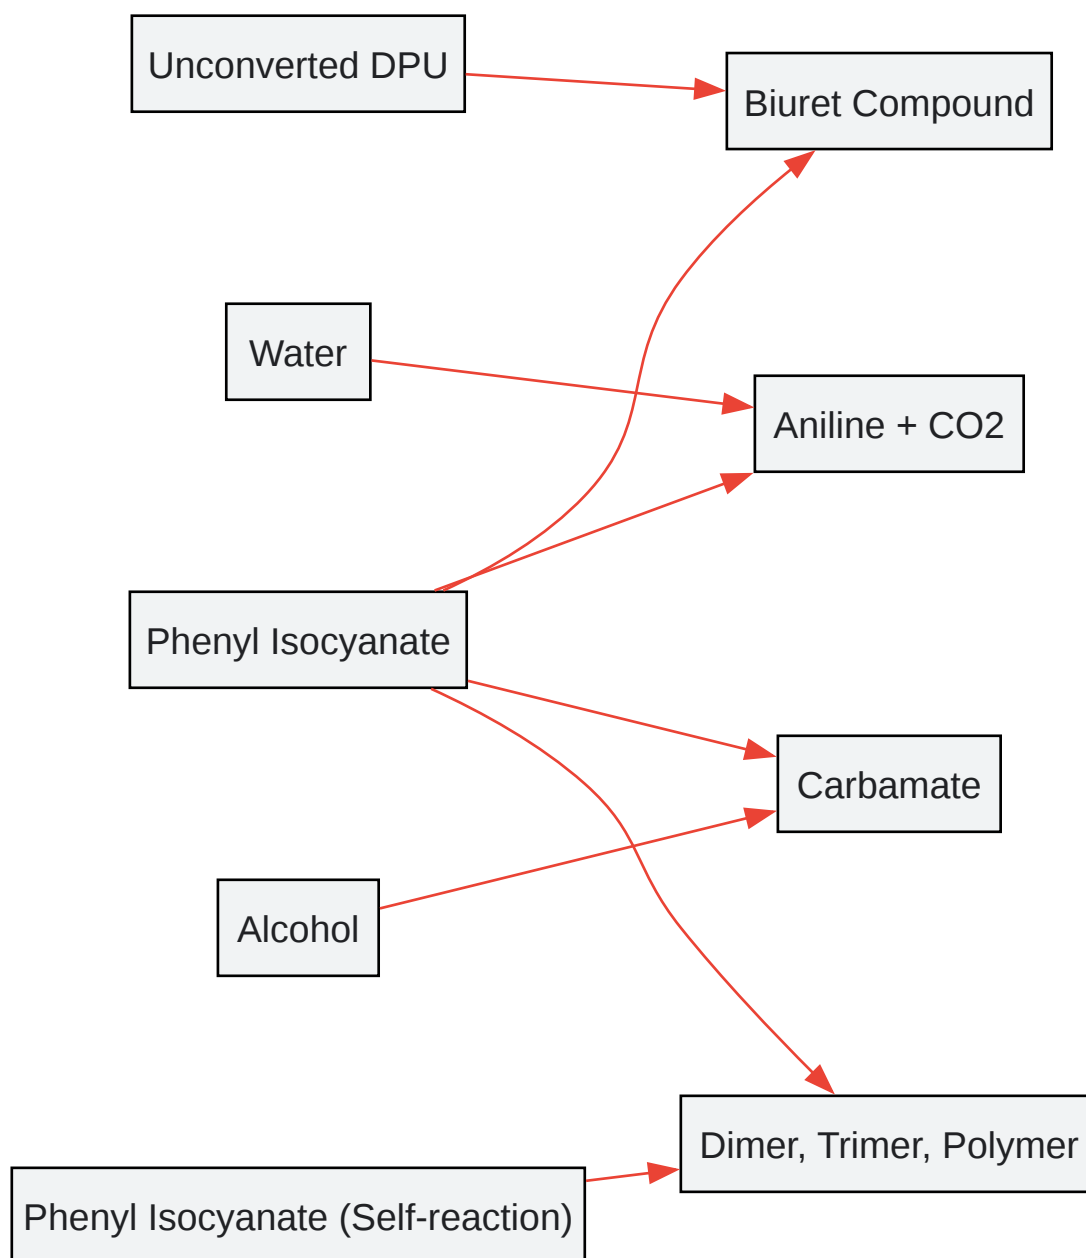 Unconverted DPU
Biuret Compound
Water
Aniline + CO2
Phenyl Isocyanate
Carbamate
Alcohol
Dimer, Trimer, Polymer
Phenyl Isocyanate (Self-reaction)